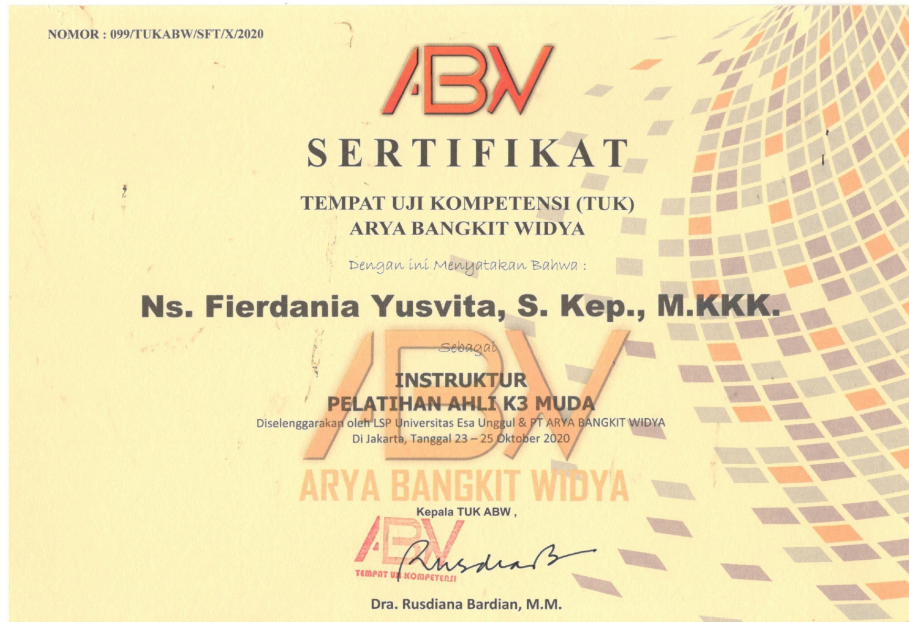 NOMOR : 099/TUKABW/SFT/X/2020
ABW
SERTIFIKAT
TEMPAT UJI KOMPETENSI (TUK)
ARYA BANGKIT WIDYA
Dengan ini Menyatakan Bahwa :
Ns. Fierdania Yusvita, S. Kep., M.KKK.
ABW
Sebagai
INSTRUKTUR
PELATIHAN AHLI K3 MUDA
Diselenggarakan oleh LSP Universitas Esa Unggul & PT ARYA BANGKIT WIDYA
Di Jakarta, Tanggal 23 – 25 Oktober 2020
ARYA BANGKIT WIDYA
Kepala TUK ABW ,
ABW
TEMPAT UJI KOMPETENSI
RusdianaB
Dra. Rusdiana Bardian, M.M.